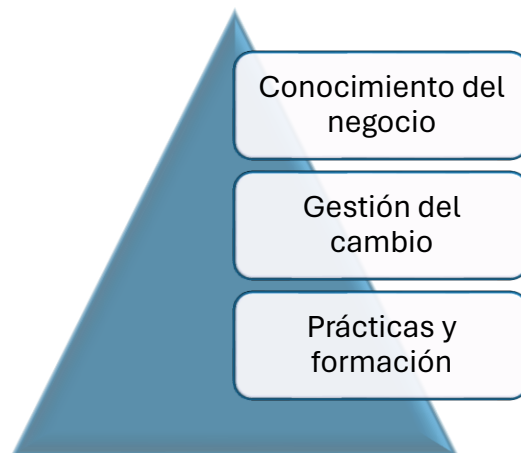 Conocimiento del
negocio
Gestión del
cambio
Prácticas y
formación